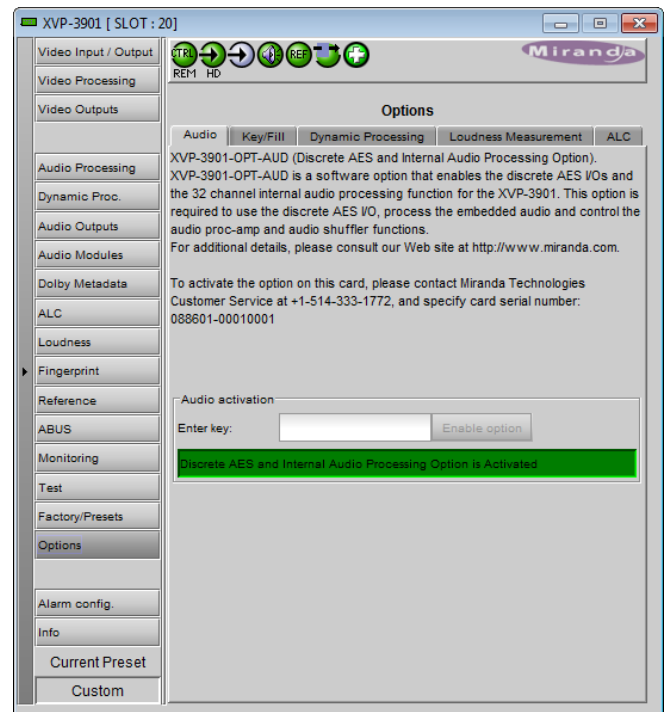 XVP-3901 [ SLOT : 20]
Video Input / Output
Video Processing
Video Outputs
Audio Processing
Dynamic Proc.
Audio Outputs
Audio Modules
Dolby Metadata
ALC
Loudness
Fingerprint
Reference
ABUS
Monitoring
Test
Factory/Presets
Options
Alarm config.
Info
Current Preset
Custom
CTRL
REF
REM HD
Miranda
Options
Audio Key/Fill Dynamic Processing Loudness Measurement ALC
XVP-3901-OPT-AUD (Discrete AES and Internal Audio Processing Option).
XVP-3901-OPT-AUD is a software option that enables the discrete AES I/Os and
the 32 channel internal audio processing function for the XVP-3901. This option is
required to use the discrete AES I/O, process the embedded audio and control the
audio proc-amp and audio shuffler functions.
For additional details, please consult our Web site at http://www.miranda.com.
To activate the option on this card, please contact Miranda Technologies
Customer Service at +1-514-333-1772, and specify card serial number:
088601-00010001
Audio activation
Enter key:
Enable option
Discrete AES and Internal Audio Processing Option is Activated